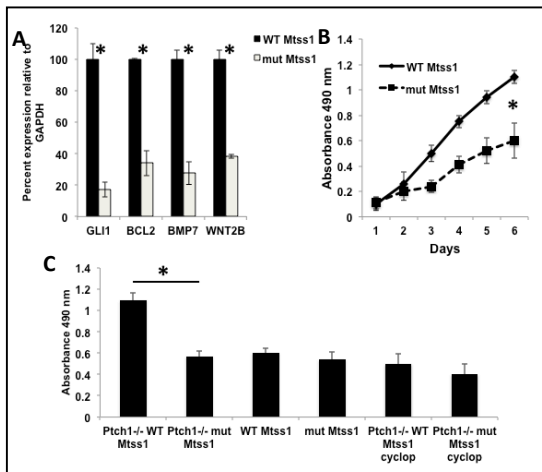 A
WT Mtss1
mut Mtss1
Percent expression relative to
GAPDH
120
100
80
60
40
20
0
* * * *
GLI1 BCL2 BMP7 WNT2B
B
WT Mtss1
mut Mtss1
Absorbance 490 nm
1.4
1.2
1
0.8
0.6
0.4
0.2
0
*
1 2 3 4 5 6
Days
C
Absorbance 490 nm
1.4
1.2
1
0.8
0.6
0.4
0.2
0
*
Ptch1-/- WT Ptch1-/- mut WT Mtss1 mut Mtss1 Ptch1-/- WT Ptch1-/- mut
Mtss1 Mtss1 Mtss1 Mtss1
cyclop cyclop